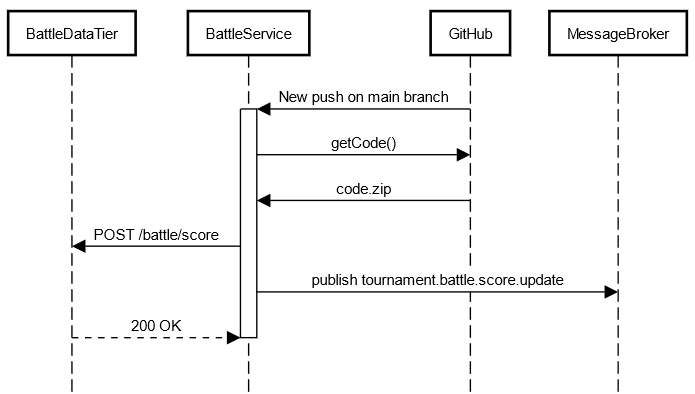 BattleDataTier
BattleService
GitHub
MessageBroker
New push on main branch
getCode()
code.zip
POST /battle/score
publish tournament.battle.score.update
200 OK